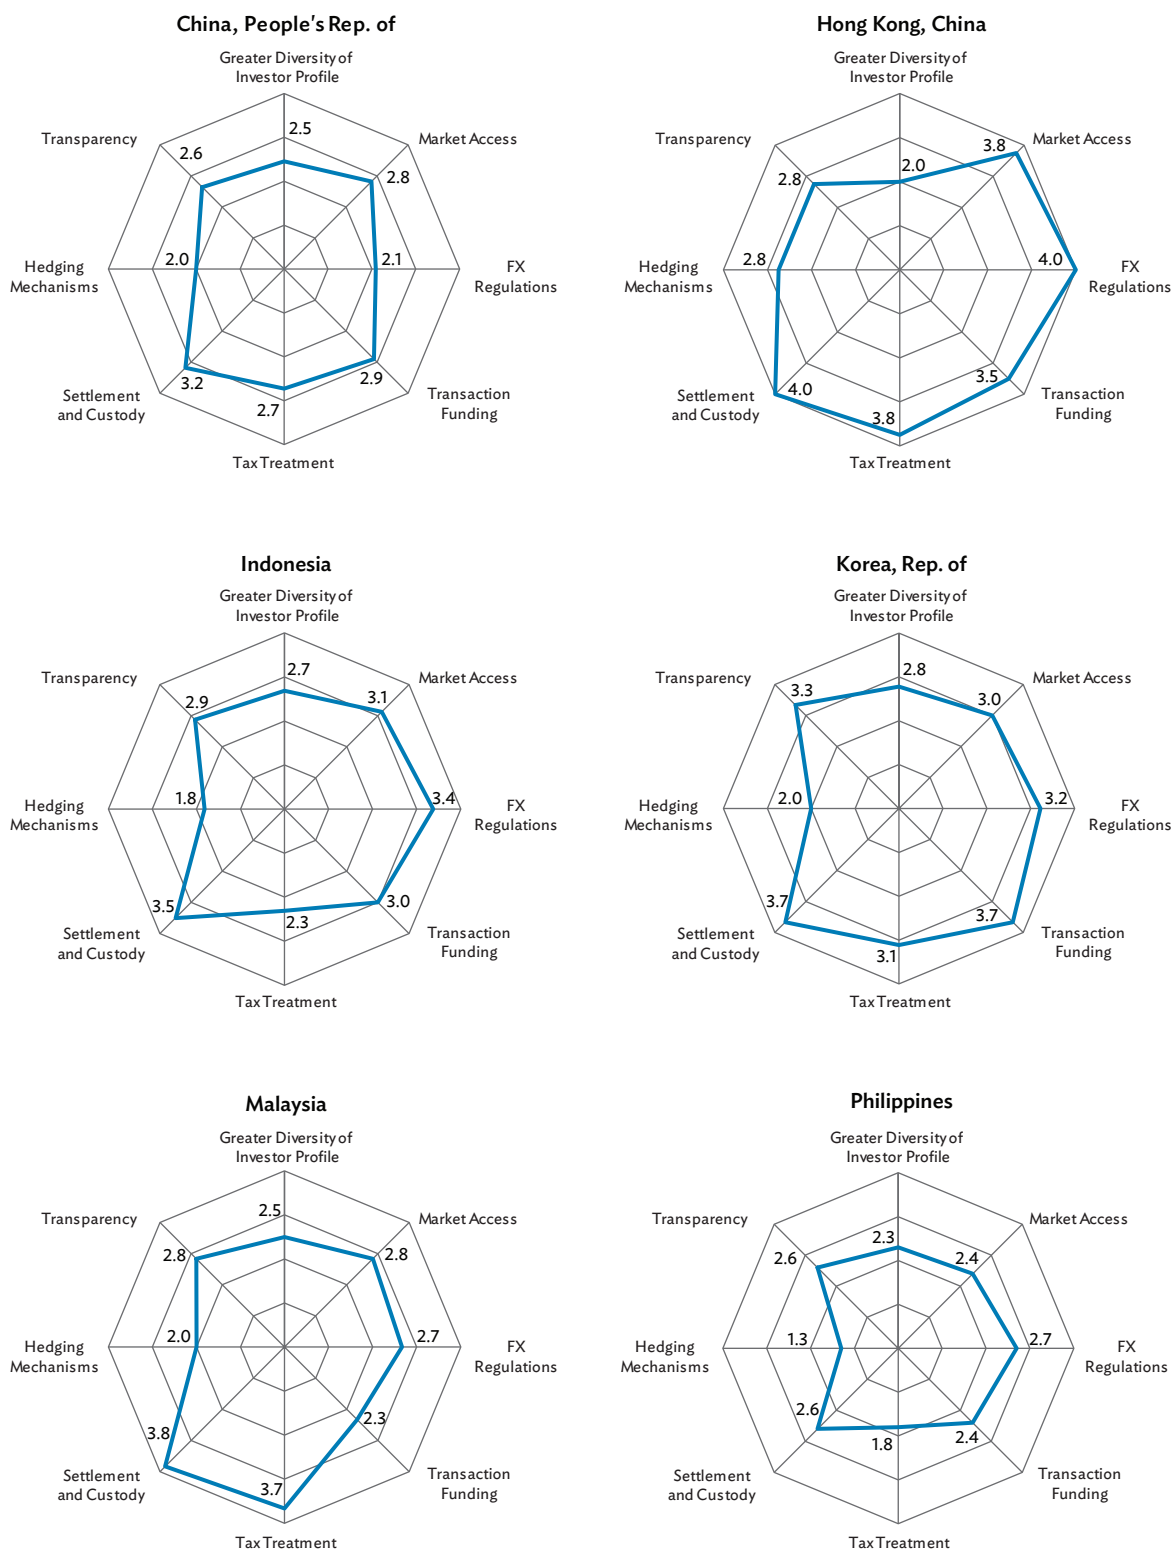 China, People's Rep. of
Greater Diversity of
Investor Profile
Transparency
Market Access
2.5
2.6
2.8
Hedging
Mechanisms
2.0
2.1
FX
Regulations
3.2
2.9
2.7
Settlement
and Custody
Transaction
Funding
Tax Treatment
Hong Kong, China
Greater Diversity of
Investor Profile
Transparency
3.8
Market Access
2.8
2.0
Hedging
Mechanisms
2.8
4.0
FX
Regulations
4.0
3.5
3.8
Settlement
and Custody
Transaction
Funding
Tax Treatment
Indonesia
Greater Diversity of
Investor Profile
Transparency
2.7
Market Access
2.9
3.1
Hedging
Mechanisms
1.8
3.4
FX
Regulations
3.5
2.3
3.0
Settlement
and Custody
Transaction
Funding
Tax Treatment
Korea, Rep. of
Greater Diversity of
Investor Profile
Transparency
2.8
Market Access
3.3
3.0
Hedging
Mechanisms
2.0
3.2
FX
Regulations
3.7
3.7
3.1
Settlement
and Custody
Transaction
Funding
Tax Treatment
Malaysia
Greater Diversity of
Investor Profile
Transparency
2.5
Market Access
2.8
2.8
Hedging
Mechanisms
2.0
2.7
FX
Regulations
3.8
2.3
3.7
Settlement
and Custody
Transaction
Funding
Tax Treatment
Philippines
Greater Diversity of
Investor Profile
Transparency
Market Access
2.6
2.3
2.4
Hedging
Mechanisms
1.3
2.7
FX
Regulations
2.6
1.8
2.4
Settlement
and Custody
Transaction
Funding
Tax Treatment